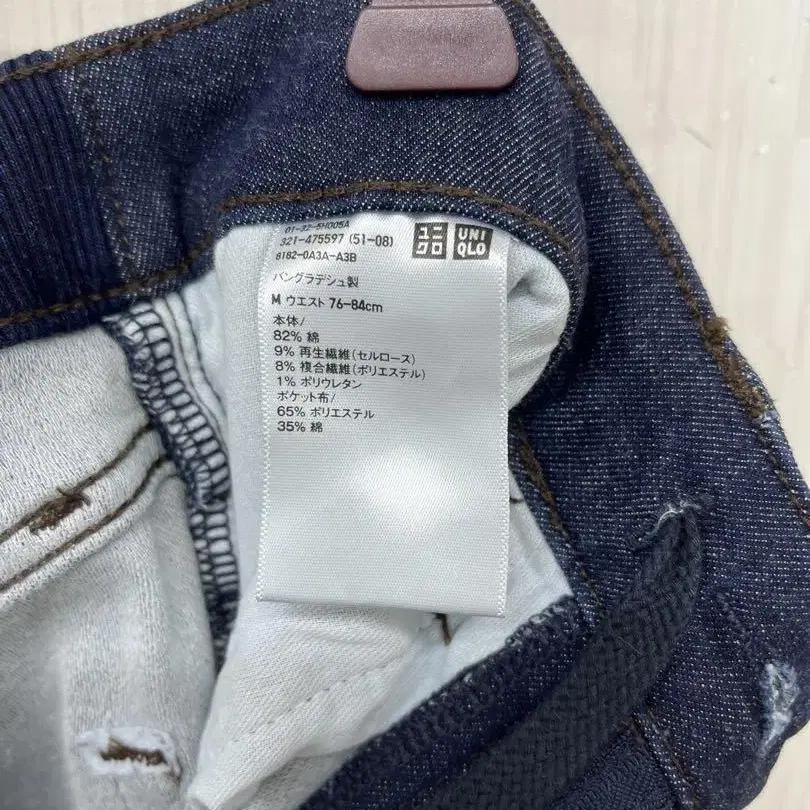 01-32-5H005A
321-475597 (51-08)
8182-0A3A-A3B
ユニクロ
UNIQLO
バングラデシュ製
M ウエスト 76-84cm
本体/
82% 綿
9% 再生繊維(セルロース)
8% 複合繊維(ポリエステル)
1% ポリウレタン
ポケット布/
65% ポリエステル
35% 綿